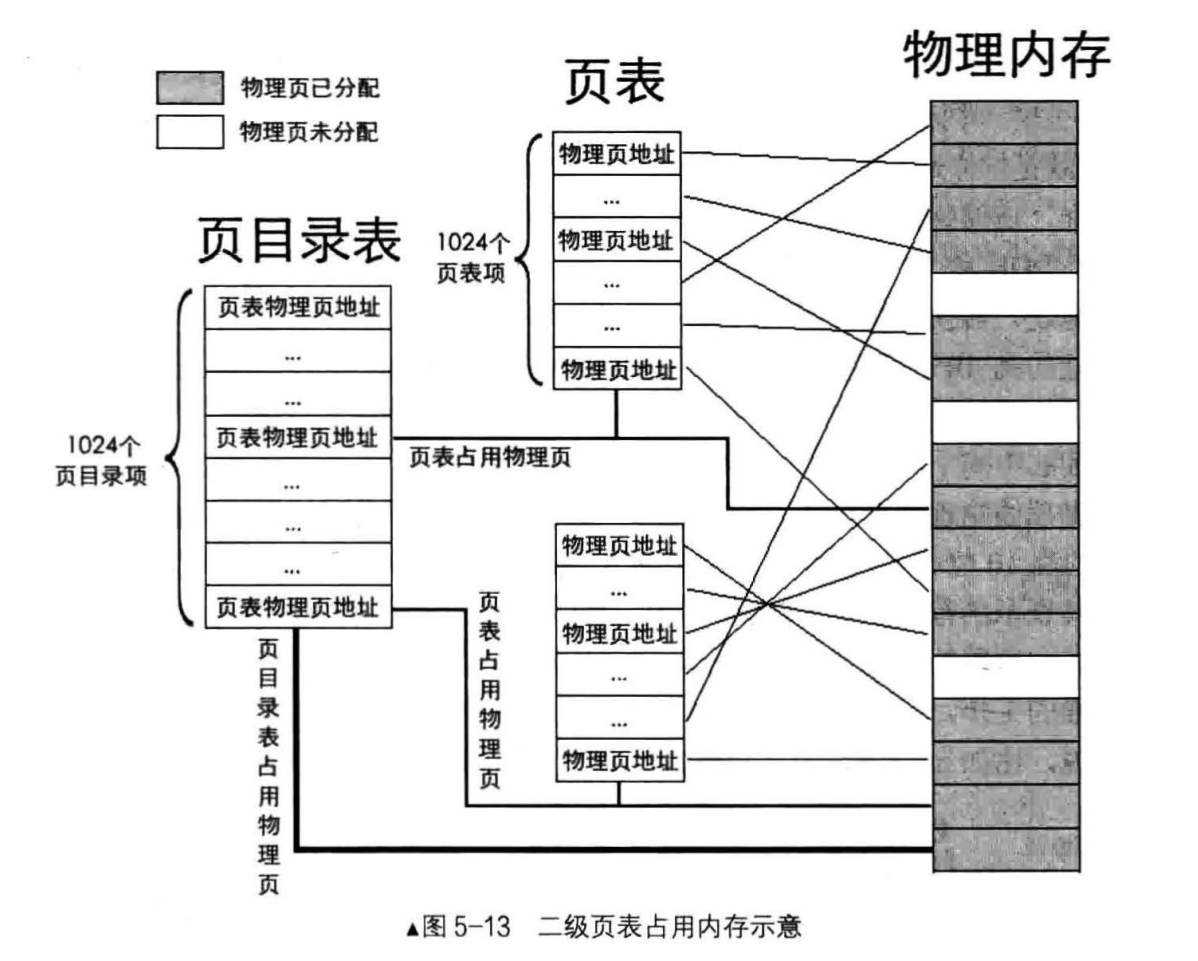 物理内存
页表
物理页已分配
物理页未分配
页目录表
1024个
页表项
物理页地址
...
物理页地址
...
...
物理页地址
1024个
页目录项
页表物理页地址
...
...
页表物理页地址
...
...
...
页表物理页地址
页表占用物理页
物理页地址
...
物理页地址
...
...
物理页地址
页表占用物理页
页目录表占用物理页
▲图 5-13 二级页表占用内存示意